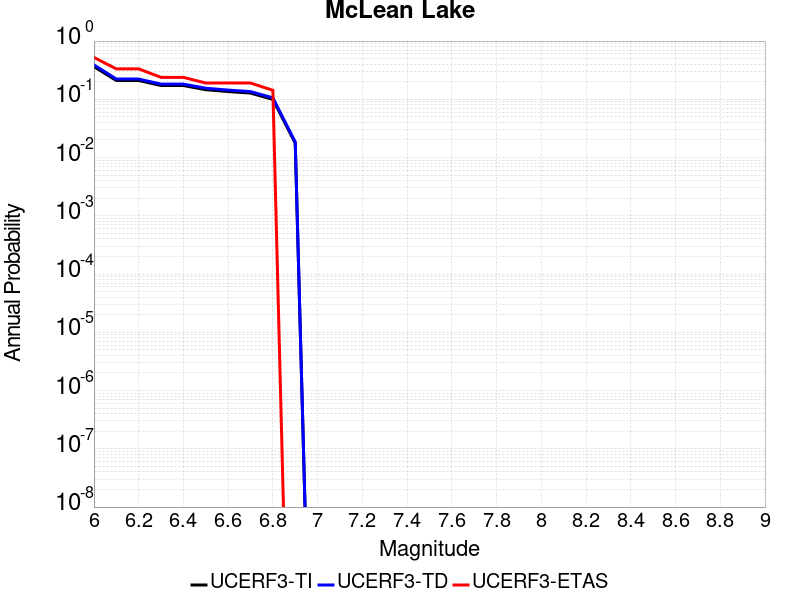 McLean Lake
10^0
10^-1
10^-2
10^-3
10^-4
10^-5
10^-6
10^-7
10^-8
Annual Probability
6 6.2 6.4 6.6 6.8 7 7.2 7.4 7.6 7.8 8 8.2 8.4 8.6 8.8 9
Magnitude
UCERF3-TI UCERF3-TD UCERF3-ETAS